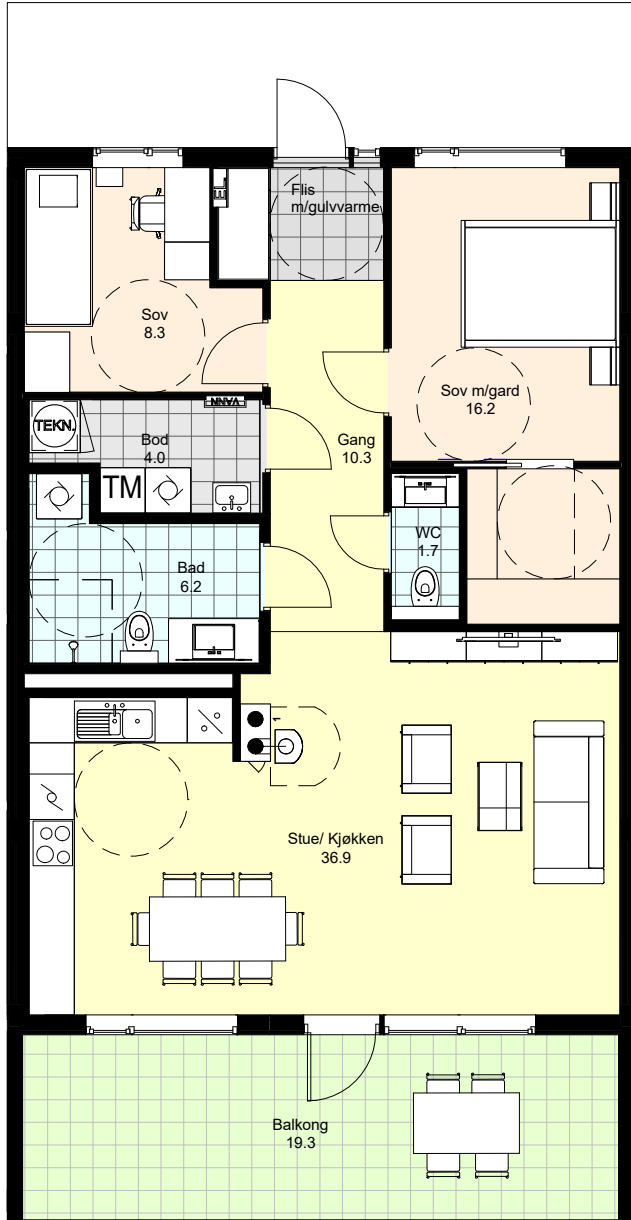 Flis
m/gulvvarme
E
Sov
8.3
Sov m/gard
16.2
VANN
TEKN.
Bod
4.0
TM
Gang
10.3
WC
1.7
Bad
6.2
1
Stue/ Kjøkken
36.9
Balkong
19.3